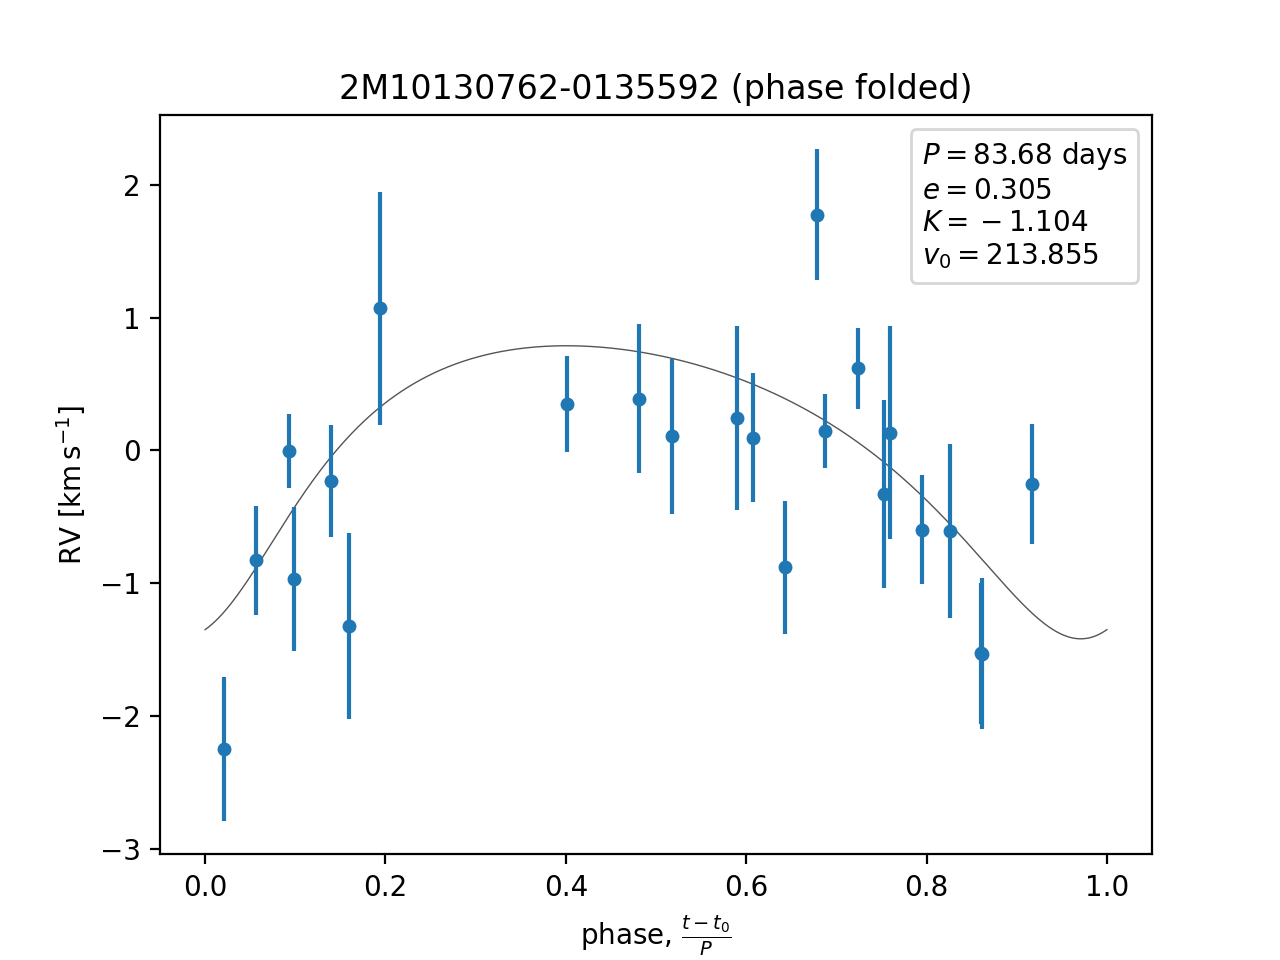 2M10130762-0135592 (phase folded)
P = 83.68 days
e = 0.305
K = −1.104
v₀ = 213.855
RV [km s⁻¹]
2
1
0
−1
−2
−3
0.0 0.2 0.4 0.6 0.8 1.0
phase, (t − t₀)/P